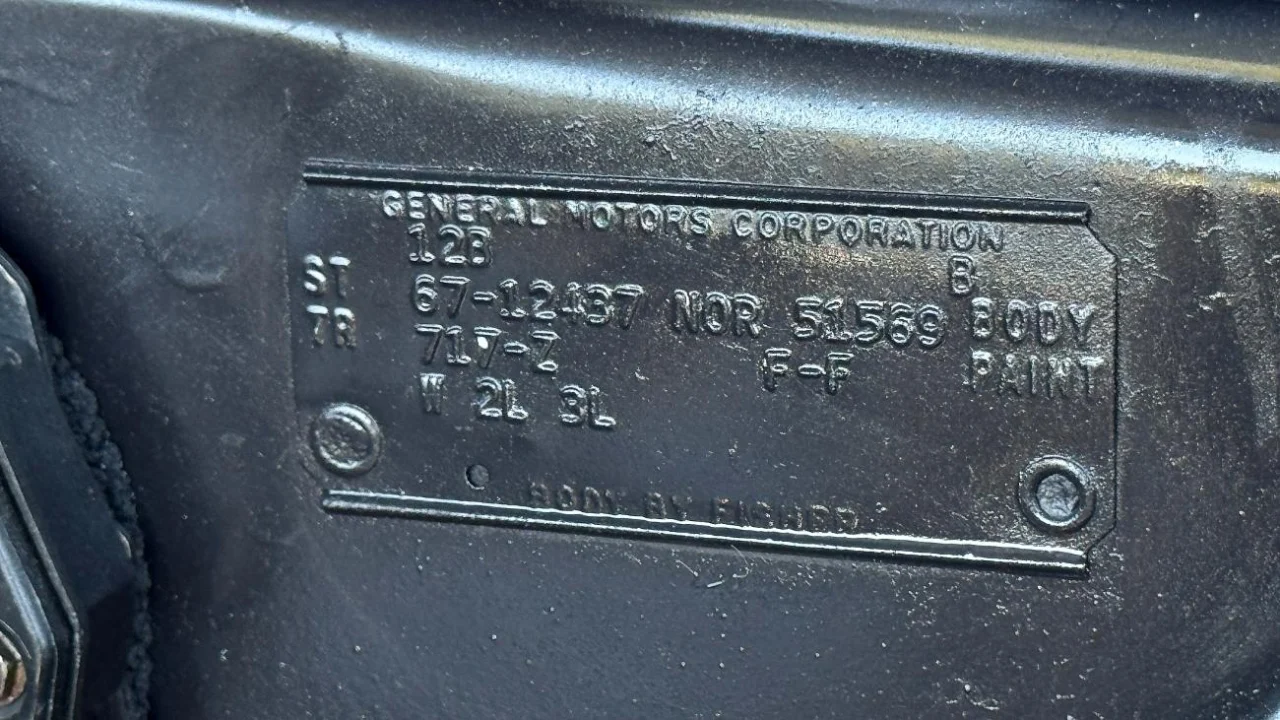 GENERAL MOTORS CORPORATION
12B B
ST 67-12437 NOR 51569 BODY
TR 717-Z F-F PAINT
W 2L 3L
BODY BY FISHER